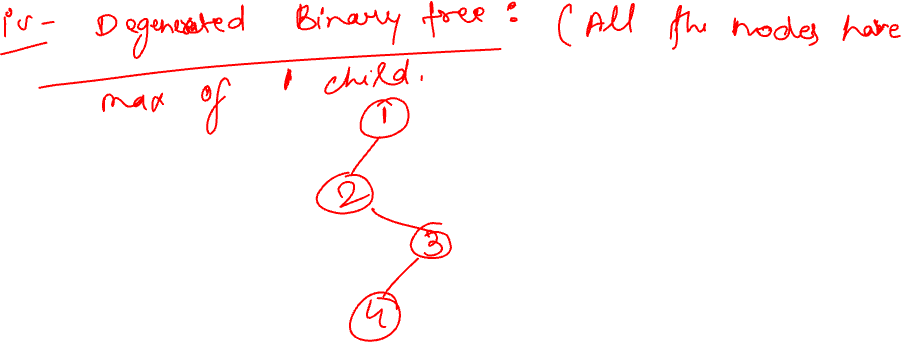 iv- Degenerated Binary tree : (All the nodes have
max of 1 child.
1
2
3
4